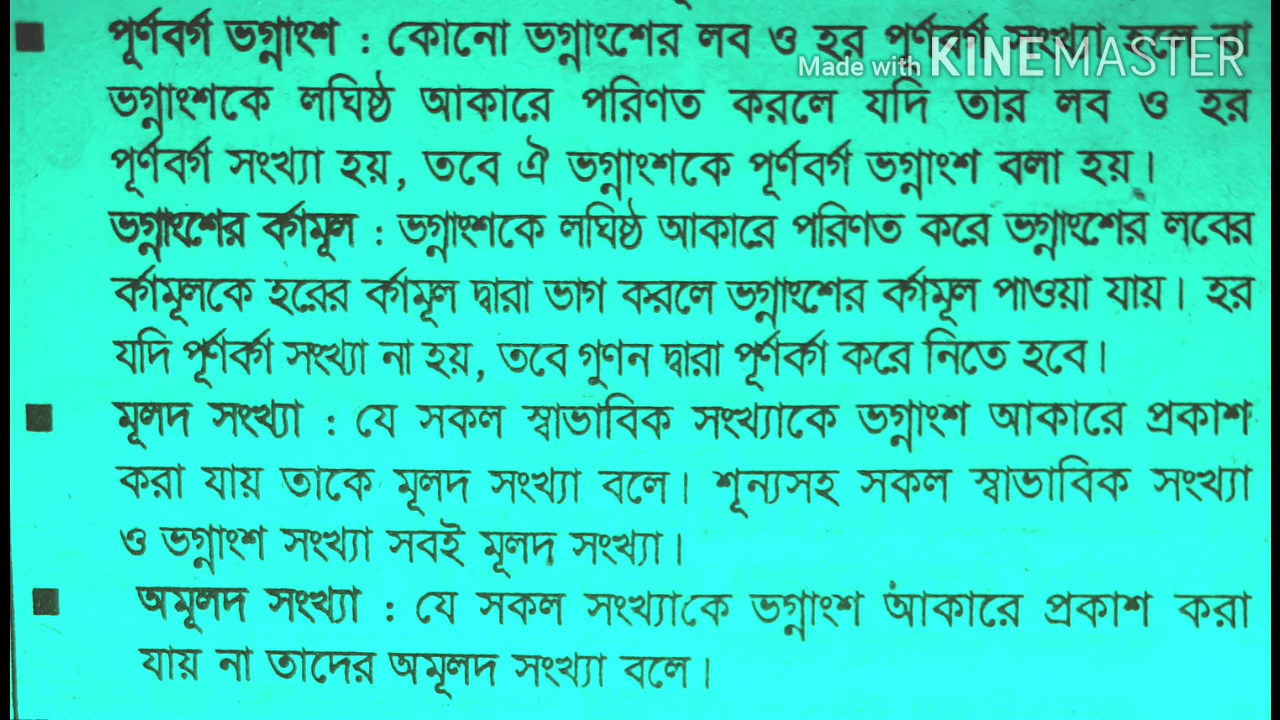 ■ পূর্ণবর্গ ভগ্নাংশ : কোনো ভগ্নাংশের লব ও হর পূর্ণবর্গ সংখ্যা হলে বা
Made with KINEMASTER
ভগ্নাংশকে লঘিষ্ঠ আকারে পরিণত করলে যদি তার লব ও হর
পূর্ণবর্গ সংখ্যা হয়, তবে ঐ ভগ্নাংশকে পূর্ণবর্গ ভগ্নাংশ বলা হয়।
ভগ্নাংশের বর্গমূল : ভগ্নাংশকে লঘিষ্ঠ আকারে পরিণত করে ভগ্নাংশের লবের
বর্গমূলকে হরের বর্গমূল দ্বারা ভাগ করলে ভগ্নাংশের বর্গমূল পাওয়া যায়। হর
যদি পূর্ণবর্গ সংখ্যা না হয়, তবে গুণন দ্বারা পূর্ণবর্গ করে নিতে হবে।
■ মূলদ সংখ্যা : যে সকল স্বাভাবিক সংখ্যাকে ভগ্নাংশ আকারে প্রকাশ
করা যায় তাকে মূলদ সংখ্যা বলে। শূন্যসহ সকল স্বাভাবিক সংখ্যা
ও ভগ্নাংশ সংখ্যা সবই মূলদ সংখ্যা।
■ অমূলদ সংখ্যা : যে সকল সংখ্যাকে ভগ্নাংশ আকারে প্রকাশ করা
যায় না তাদের অমূলদ সংখ্যা বলে।